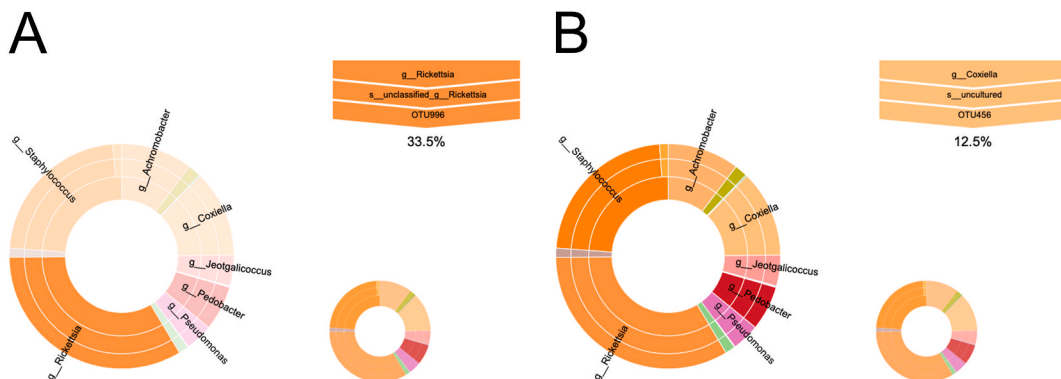 A
g__Rickettsia
s__unclassified_g__Rickettsia
OTU996
33.5%
g__Staphylococcus
g__Achromobacter
g__Coxiella
g__Jeotgalicoccus
g__Pedobacter
g__Pseudomonas
g__Rickettsia
B
g__Coxiella
s__uncultured
OTU456
12.5%
g__Staphylococcus
g__Achromobacter
g__Coxiella
g__Jeotgalicoccus
g__Pedobacter
g__Pseudomonas
g__Rickettsia